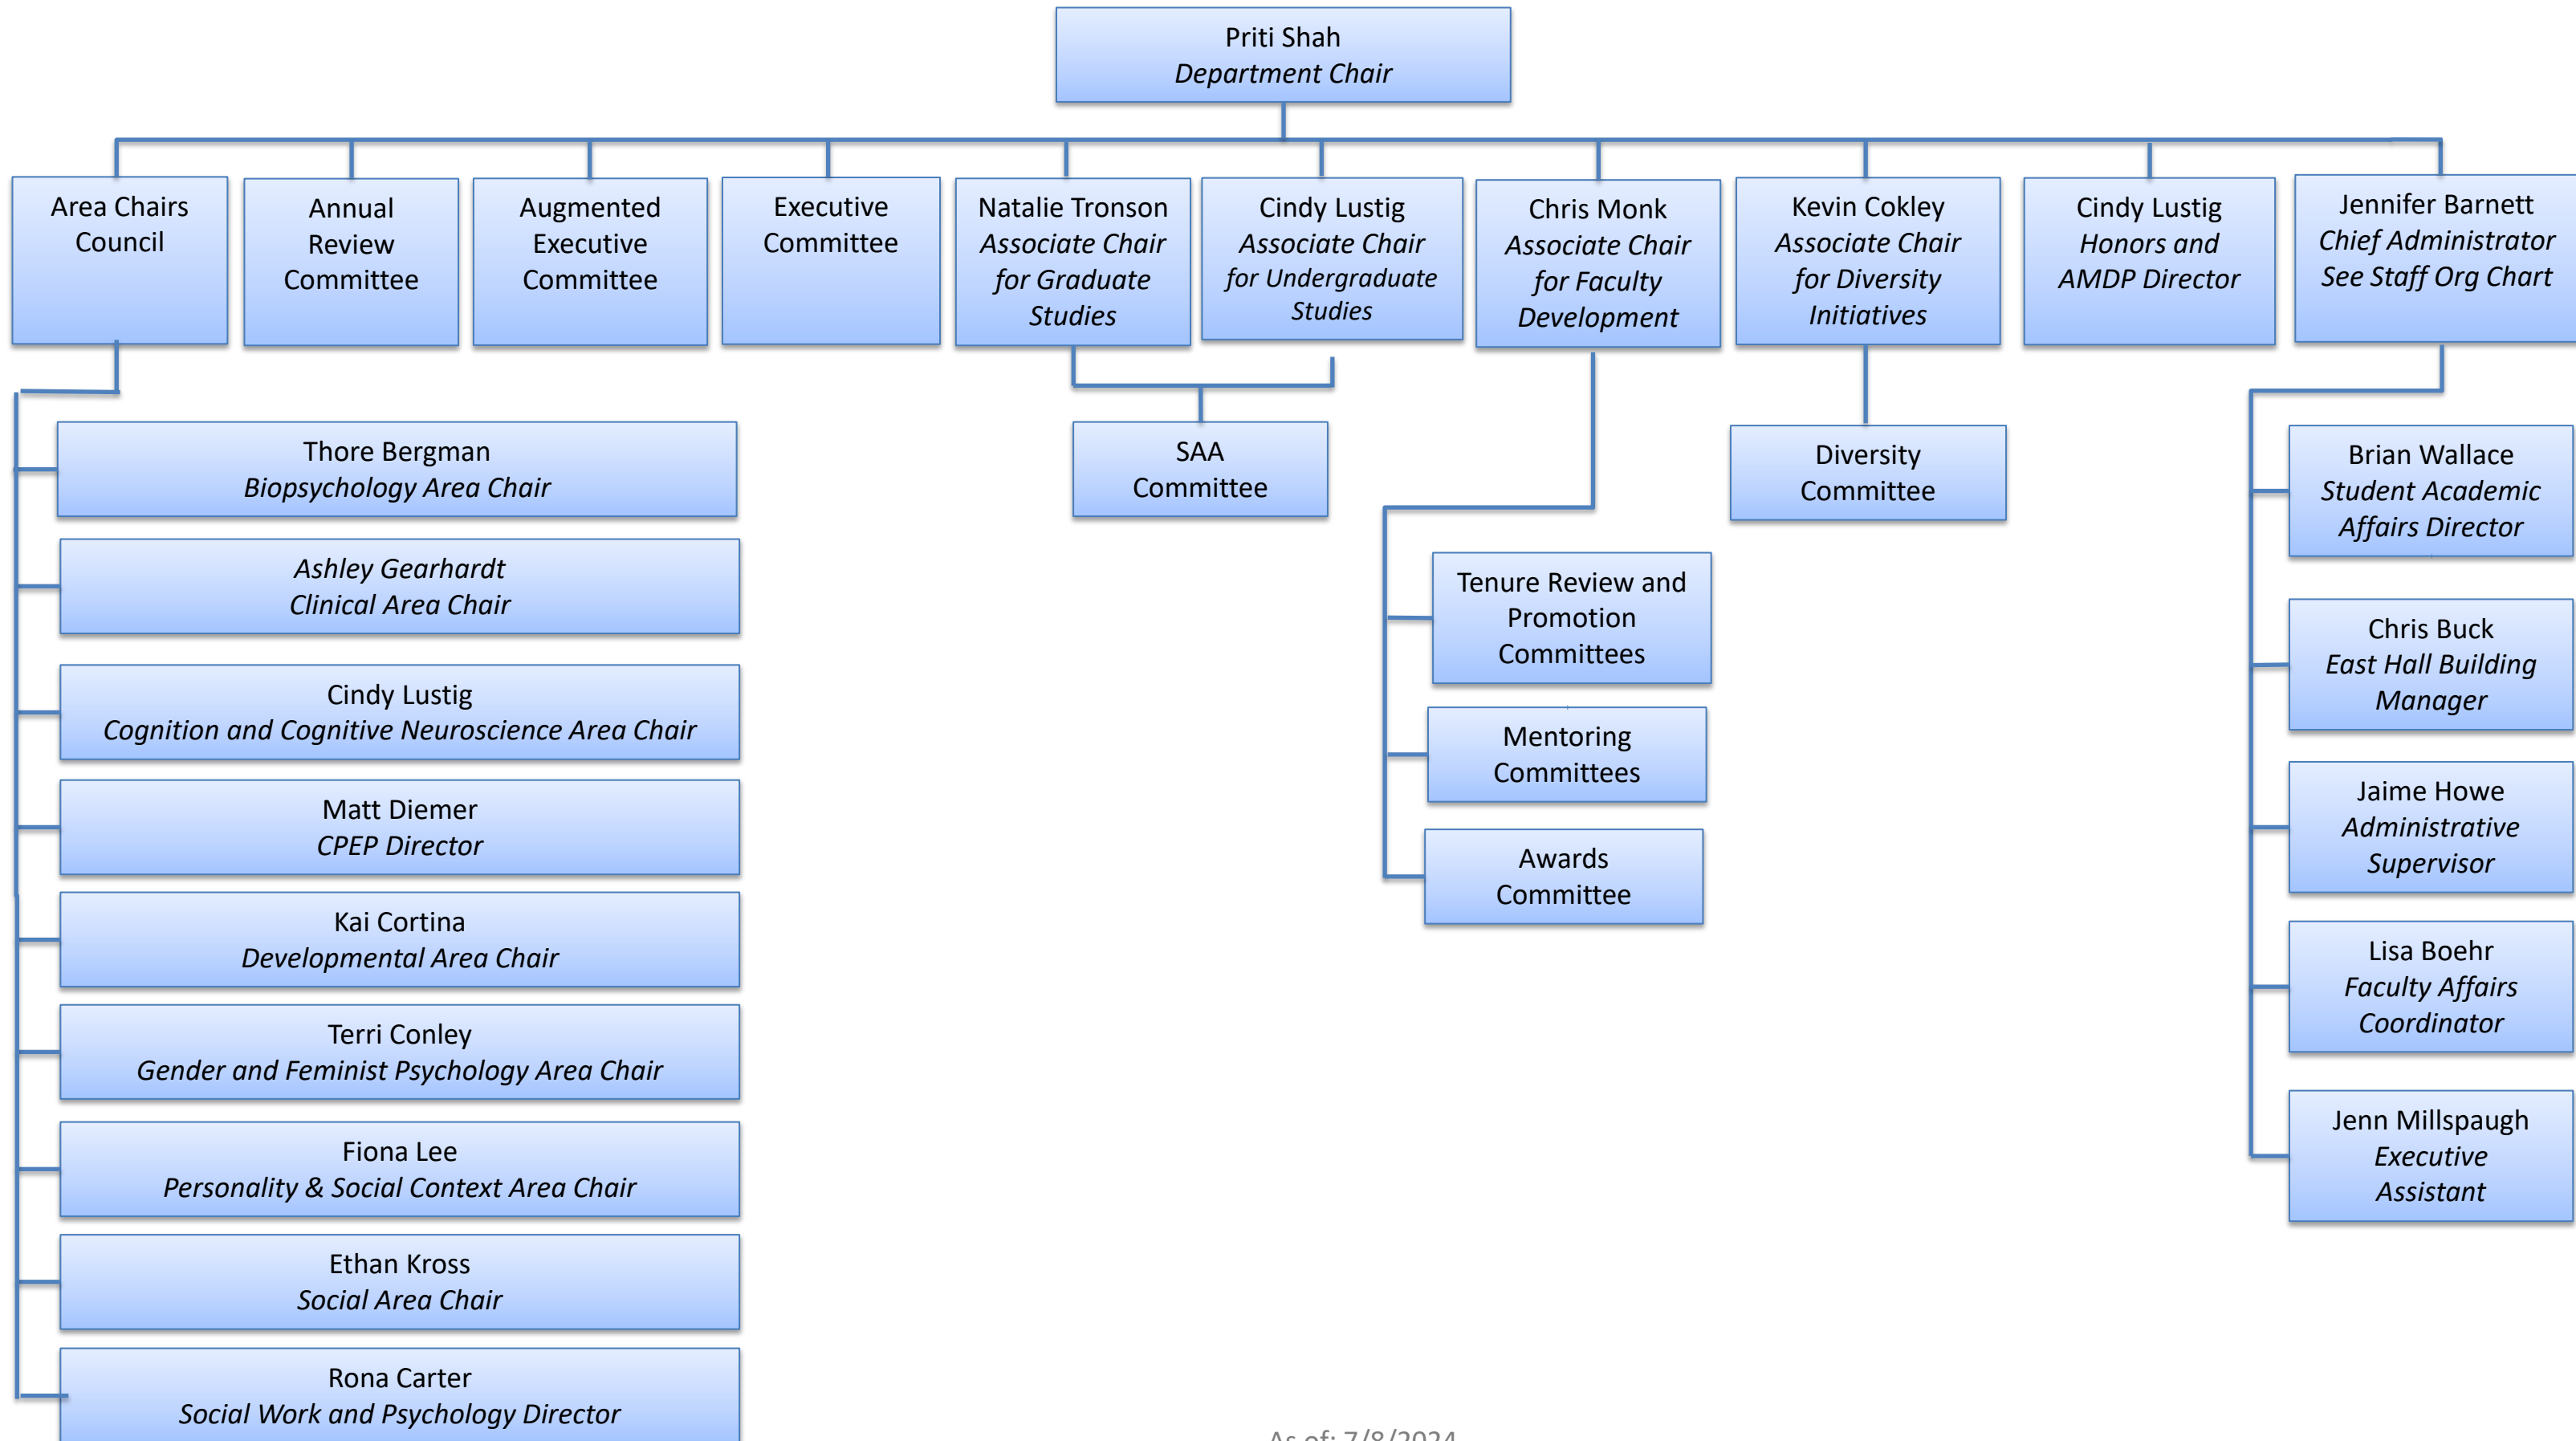 Priti Shah
Department Chair
Area Chairs
Council
Annual
Review
Committee
Augmented
Executive
Committee
Executive
Committee
Natalie Tronson
Associate Chair
for Graduate
Studies
Cindy Lustig
Associate Chair
for Undergraduate
Studies
Chris Monk
Associate Chair
for Faculty
Development
Kevin Cokley
Associate Chair
for Diversity
Initiatives
Cindy Lustig
Honors and
AMDP Director
Jennifer Barnett
Chief Administrator
See Staff Org Chart
Thore Bergman
Biopsychology Area Chair
Ashley Gearhardt
Clinical Area Chair
Cindy Lustig
Cognition and Cognitive Neuroscience Area Chair
Matt Diemer
CPEP Director
Kai Cortina
Developmental Area Chair
Terri Conley
Gender and Feminist Psychology Area Chair
Fiona Lee
Personality & Social Context Area Chair
Ethan Kross
Social Area Chair
Rona Carter
Social Work and Psychology Director
SAA
Committee
Tenure Review and
Promotion
Committees
Mentoring
Committees
Awards
Committee
Diversity
Committee
Brian Wallace
Student Academic
Affairs Director
Chris Buck
East Hall Building
Manager
Jaime Howe
Administrative
Supervisor
Lisa Boehr
Faculty Affairs
Coordinator
Jenn Millspaugh
Executive
Assistant
As of: 7/8/2024